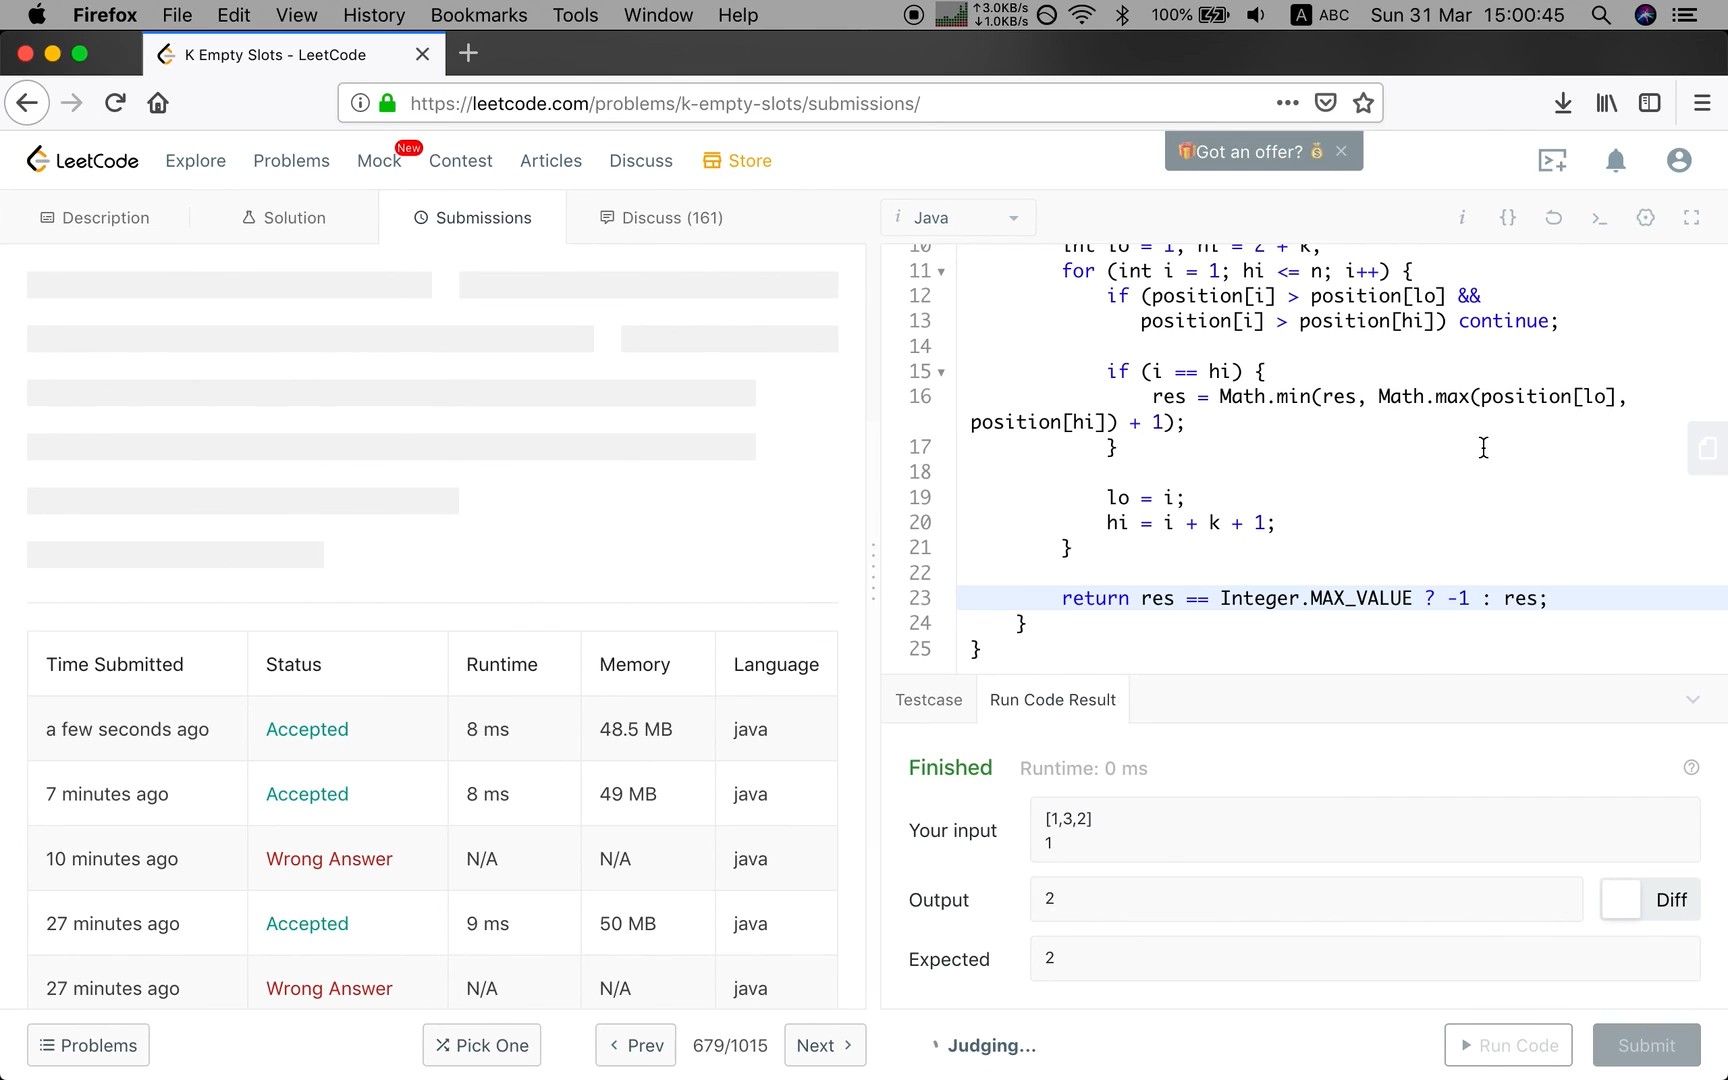 Firefox File Edit View History Bookmarks Tools Window Help
↑3.0KB/s
↓1.0KB/s
100%
A ABC Sun 31 Mar 15:00:45
K Empty Slots - LeetCode
https://leetcode.com/problems/k-empty-slots/submissions/
LeetCode Explore Problems Mock New Contest Articles Discuss Store
Got an offer?
Description Solution Submissions Discuss (161)
i Java
10 int lo = 1, hi = 2 + k;
11 for (int i = 1; hi <= n; i++) {
12 if (position[i] > position[lo] &&
13 position[i] > position[hi]) continue;
14
15 if (i == hi) {
16 res = Math.min(res, Math.max(position[lo],
position[hi]) + 1);
17 }
18
19 lo = i;
20 hi = i + k + 1;
21 }
22
23 return res == Integer.MAX_VALUE ? -1 : res;
24 }
25 }
Time Submitted Status Runtime Memory Language
a few seconds ago Accepted 8 ms 48.5 MB java
7 minutes ago Accepted 8 ms 49 MB java
10 minutes ago Wrong Answer N/A N/A java
27 minutes ago Accepted 9 ms 50 MB java
27 minutes ago Wrong Answer N/A N/A java
Testcase Run Code Result
Finished Runtime: 0 ms
Your input
[1,3,2]
1
Output 2 Diff
Expected 2
Problems Pick One Prev 679/1015 Next Judging... Run Code Submit